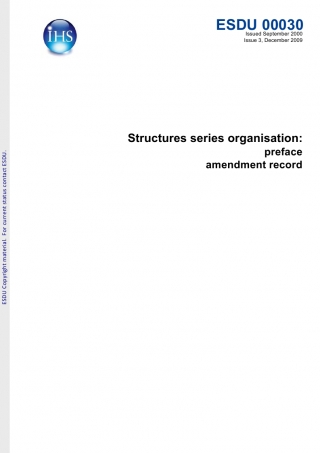 IHS
ESDU 00030
Issued September 2000
Issue 3, December 2009
Structures series organisation:
preface
amendment record
ESDU Copyright material. For current status contact ESDU.